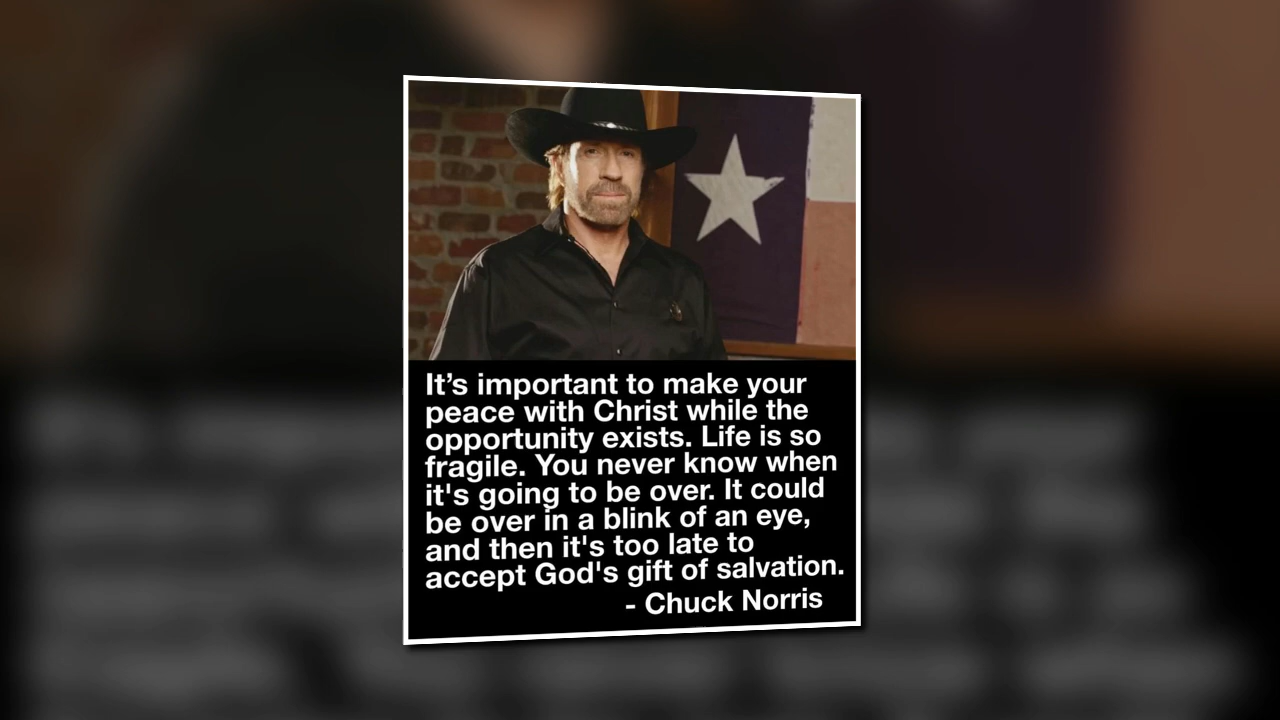 It’s important to make your
peace with Christ while the
opportunity exists. Life is so
fragile. You never know when
it's going to be over. It could
be over in a blink of an eye,
and then it's too late to
accept God's gift of salvation.
- Chuck Norris